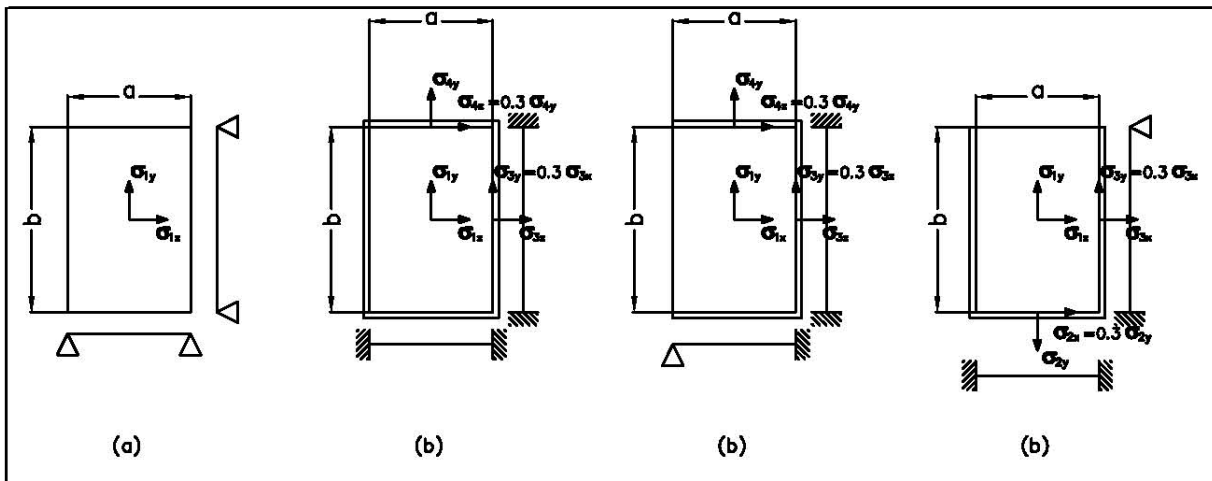 a
b
σ1y
σ1x
(a)
a
σ4y
σ4x=0.3 σ4y
b
σ1y
σ3y=0.3 σ3x
σ1x
σ3x
(b)
a
σ4y
σ4x=0.3 σ4y
b
σ1y
σ3y=0.3 σ3x
σ1x
σ3x
(b)
a
b
σ1y
σ3y=0.3 σ3x
σ1x
σ3x
σ2x=0.3 σ2y
σ2y
(b)